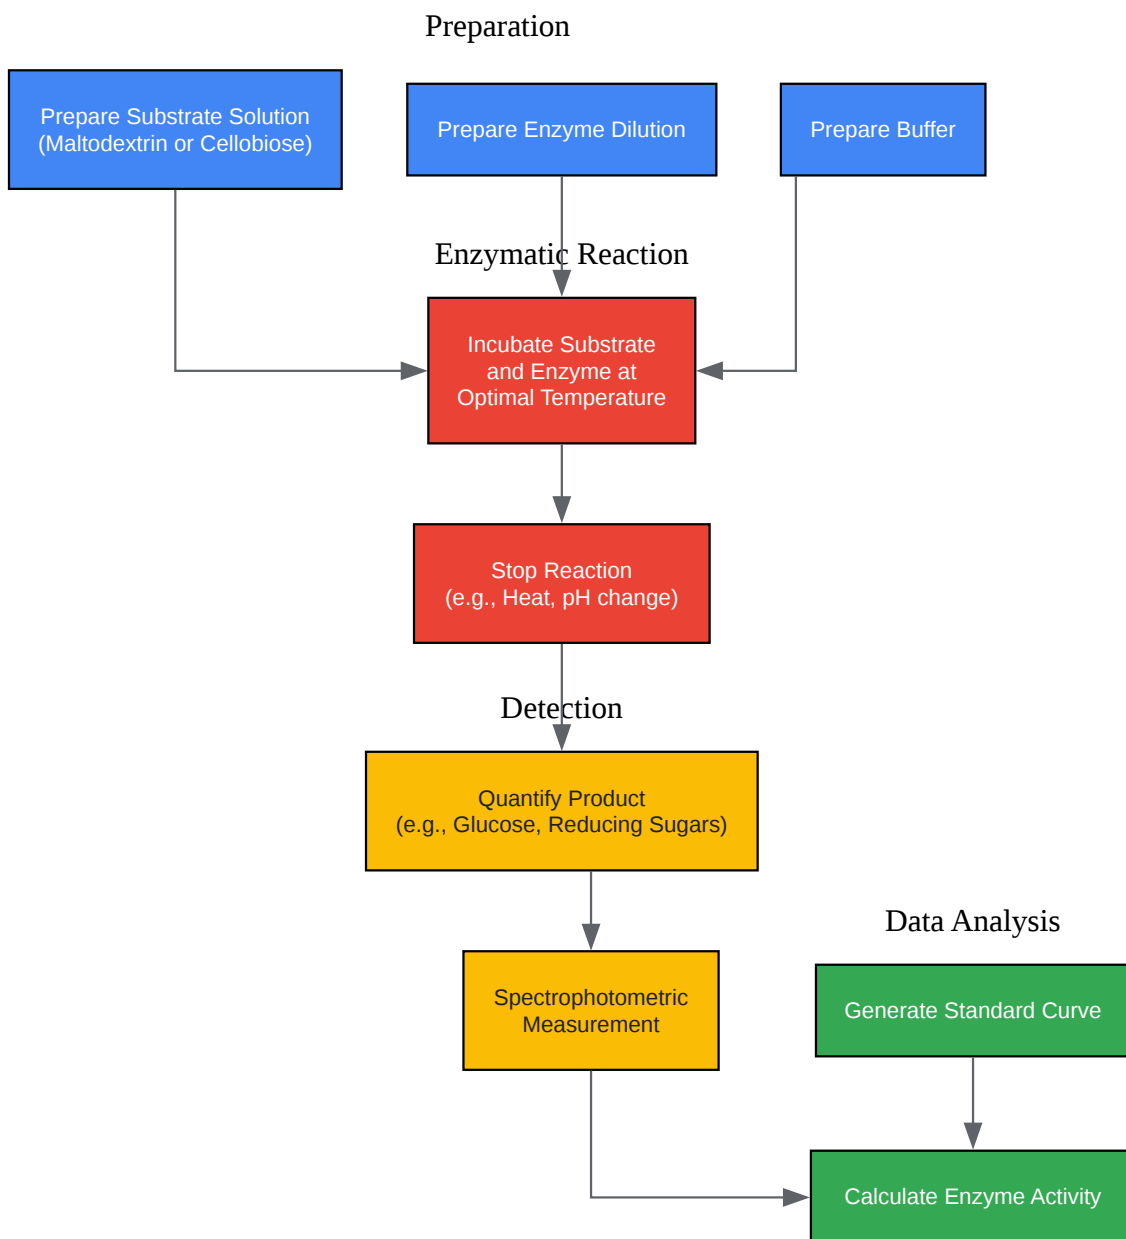 Preparation
Prepare Substrate Solution
(Maltodextrin or Cellobiose)
Prepare Enzyme Dilution
Prepare Buffer
Enzymatic Reaction
Incubate Substrate
and Enzyme at
Optimal Temperature
Stop Reaction
(e.g., Heat, pH change)
Detection
Quantify Product
(e.g., Glucose, Reducing Sugars)
Spectrophotometric
Measurement
Data Analysis
Generate Standard Curve
Calculate Enzyme Activity